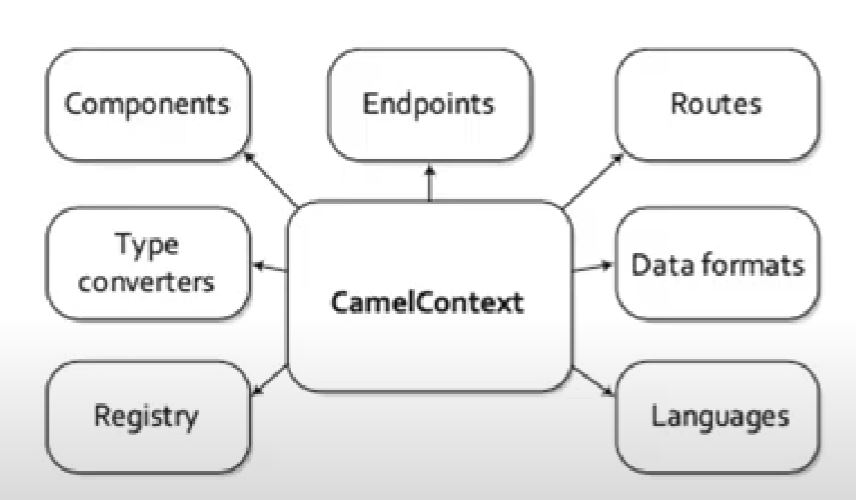 Components
Endpoints
Routes
Type
converters
CamelContext
Data formats
Registry
Languages